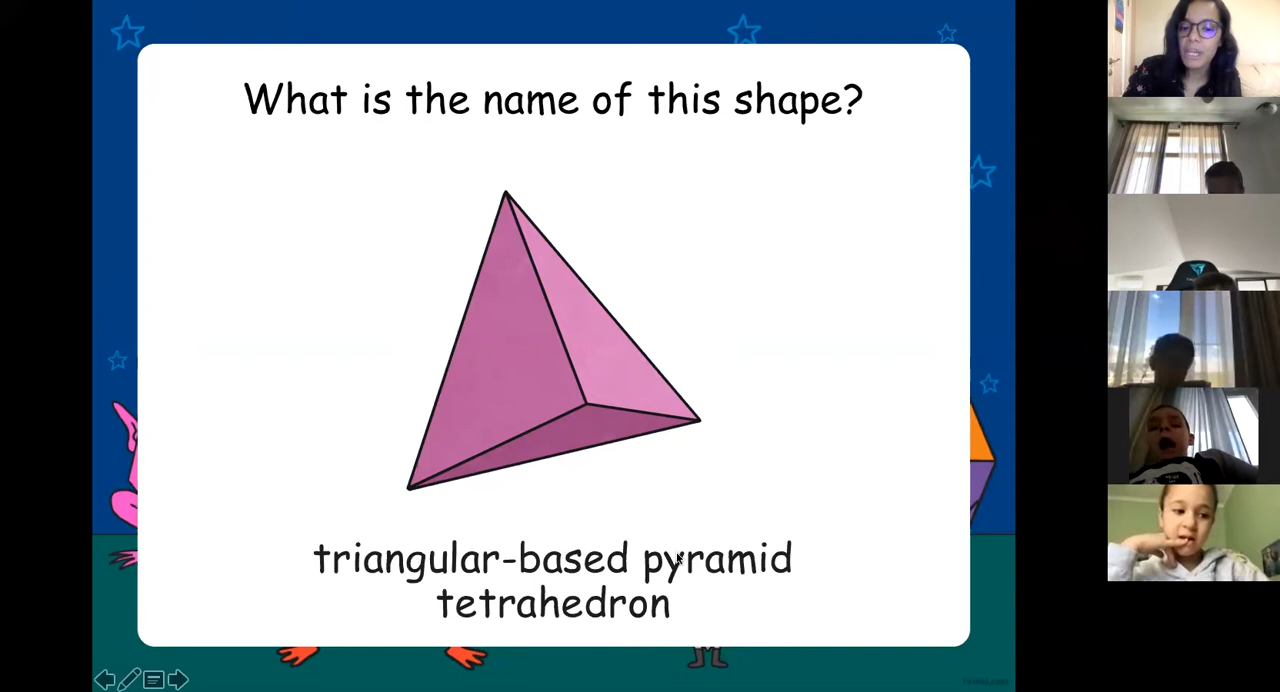 What is the name of this shape?
triangular-based pyramid
tetrahedron